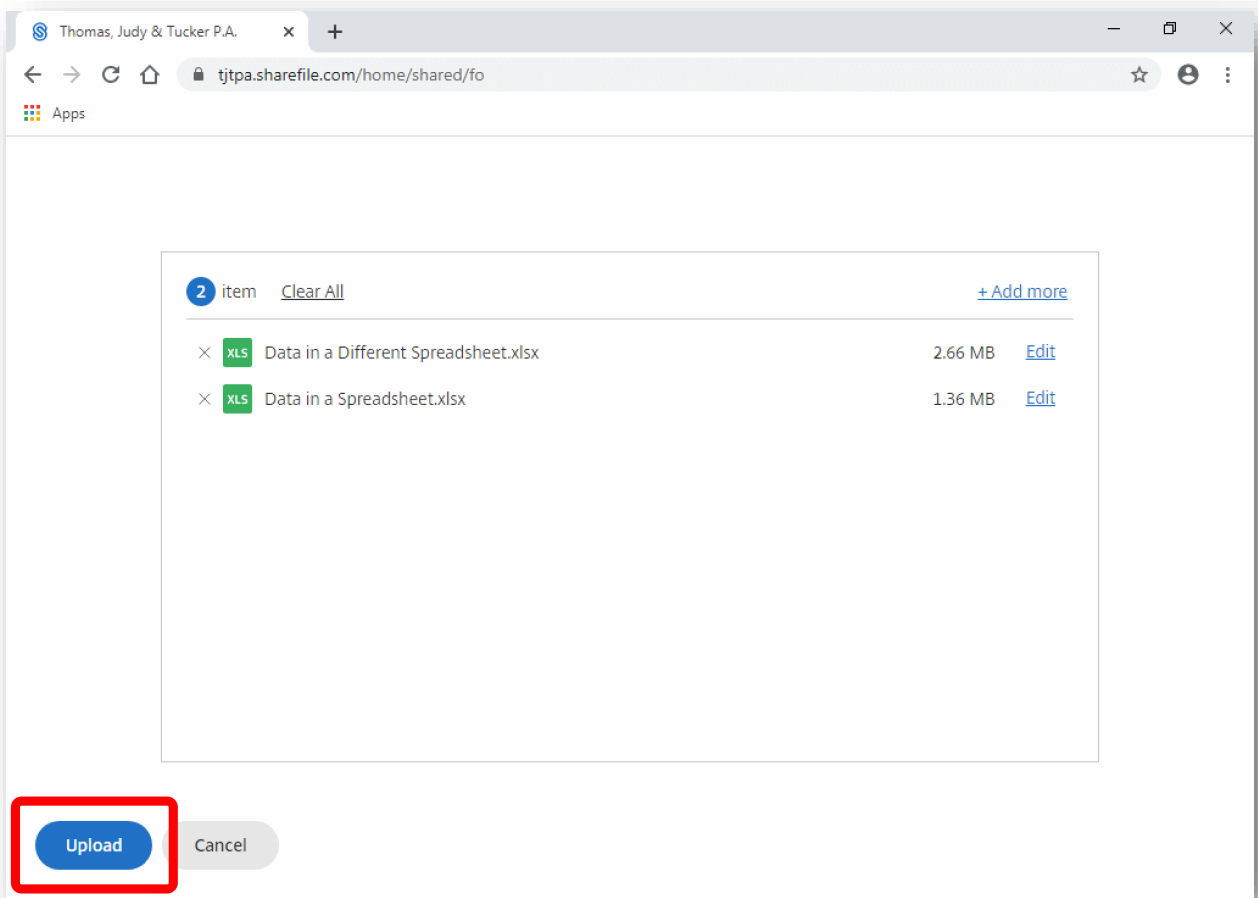 Thomas, Judy & Tucker P.A.
tjtpa.sharefile.com/home/shared/fo
Apps
2 item Clear All + Add more
XLS Data in a Different Spreadsheet.xlsx 2.66 MB Edit
XLS Data in a Spreadsheet.xlsx 1.36 MB Edit
Upload Cancel